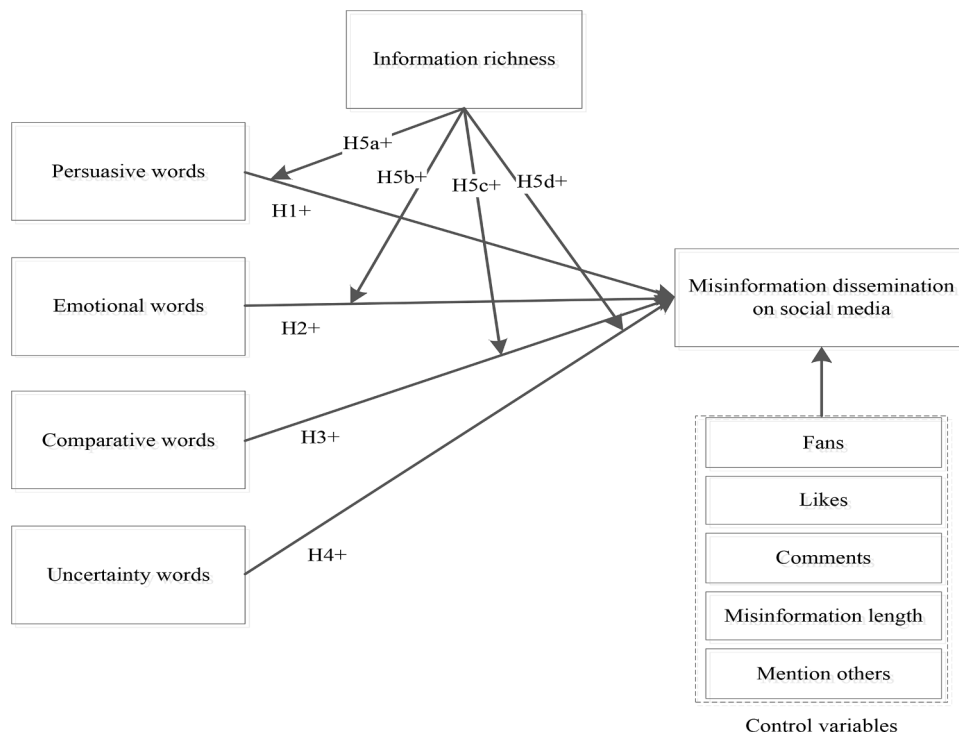 Information richness
Persuasive words
H5a+
H5b+
H5c+
H5d+
H1+
Emotional words
H2+
Misinformation dissemination
on social media
Comparative words
H3+
Uncertainty words
H4+
Fans
Likes
Comments
Misinformation length
Mention others
Control variables